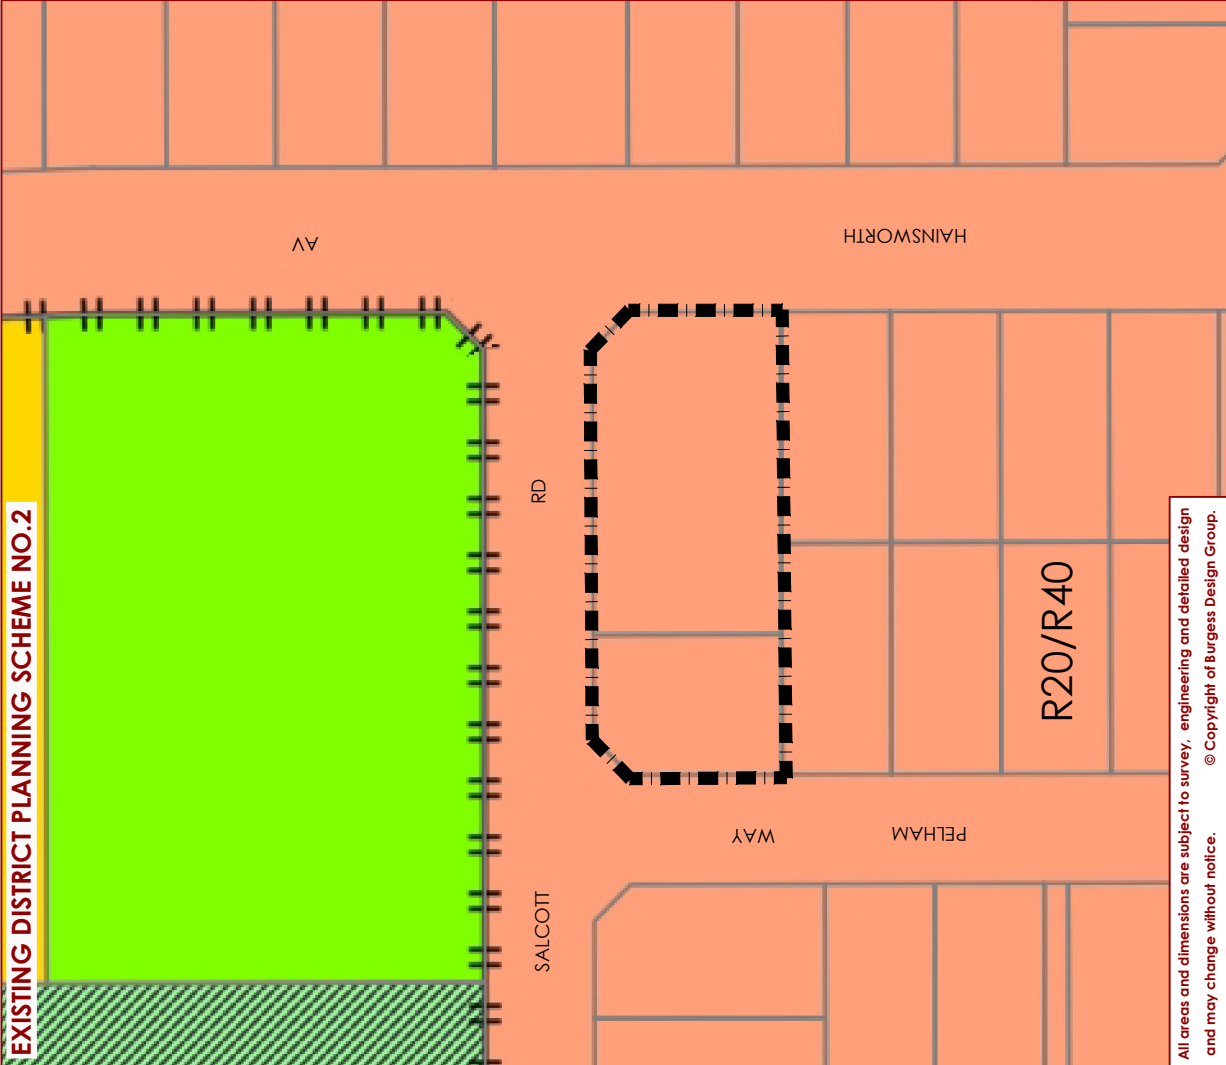 EXISTING DISTRICT PLANNING SCHEME NO.2
AV
HAINSWORTH
RD
SALCOTT
R20/R40
WAY
PELHAM
All areas and dimensions are subject to survey, engineering and detailed design
and may change without notice. © Copyright of Burgess Design Group.